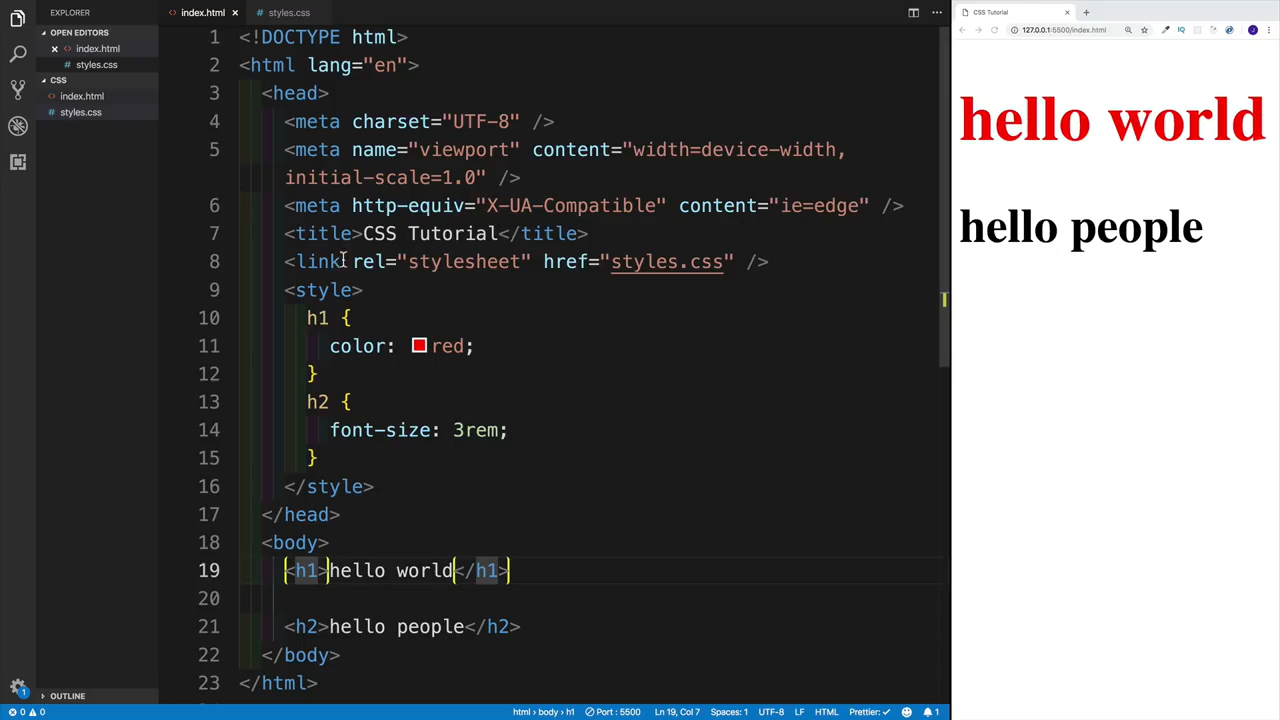 EXPLORER
OPEN EDITORS
index.html
styles.css
CSS
index.html
styles.css
OUTLINE
1
index.html
styles.css
1 <!DOCTYPE html>
2 <html lang="en">
3 <head>
4 <meta charset="UTF-8" />
5 <meta name="viewport" content="width=device-width,
initial-scale=1.0" />
6 <meta http-equiv="X-UA-Compatible" content="ie=edge" />
7 <title>CSS Tutorial</title>
8 <link rel="stylesheet" href="styles.css" />
9 <style>
10 h1 {
11 color: red;
12 }
13 h2 {
14 font-size: 3rem;
15 }
16 </style>
17 </head>
18 <body>
19 <h1>hello world</h1>
20
21 <h2>hello people</h2>
22 </body>
23 </html>
0 0
html › body › h1
Port : 5500
Ln 19, Col 7
Spaces: 1
UTF-8
LF
HTML
Prettier: ✓
1
CSS Tutorial
127.0.0.1:5500/index.html
IQ
J
hello world
hello people